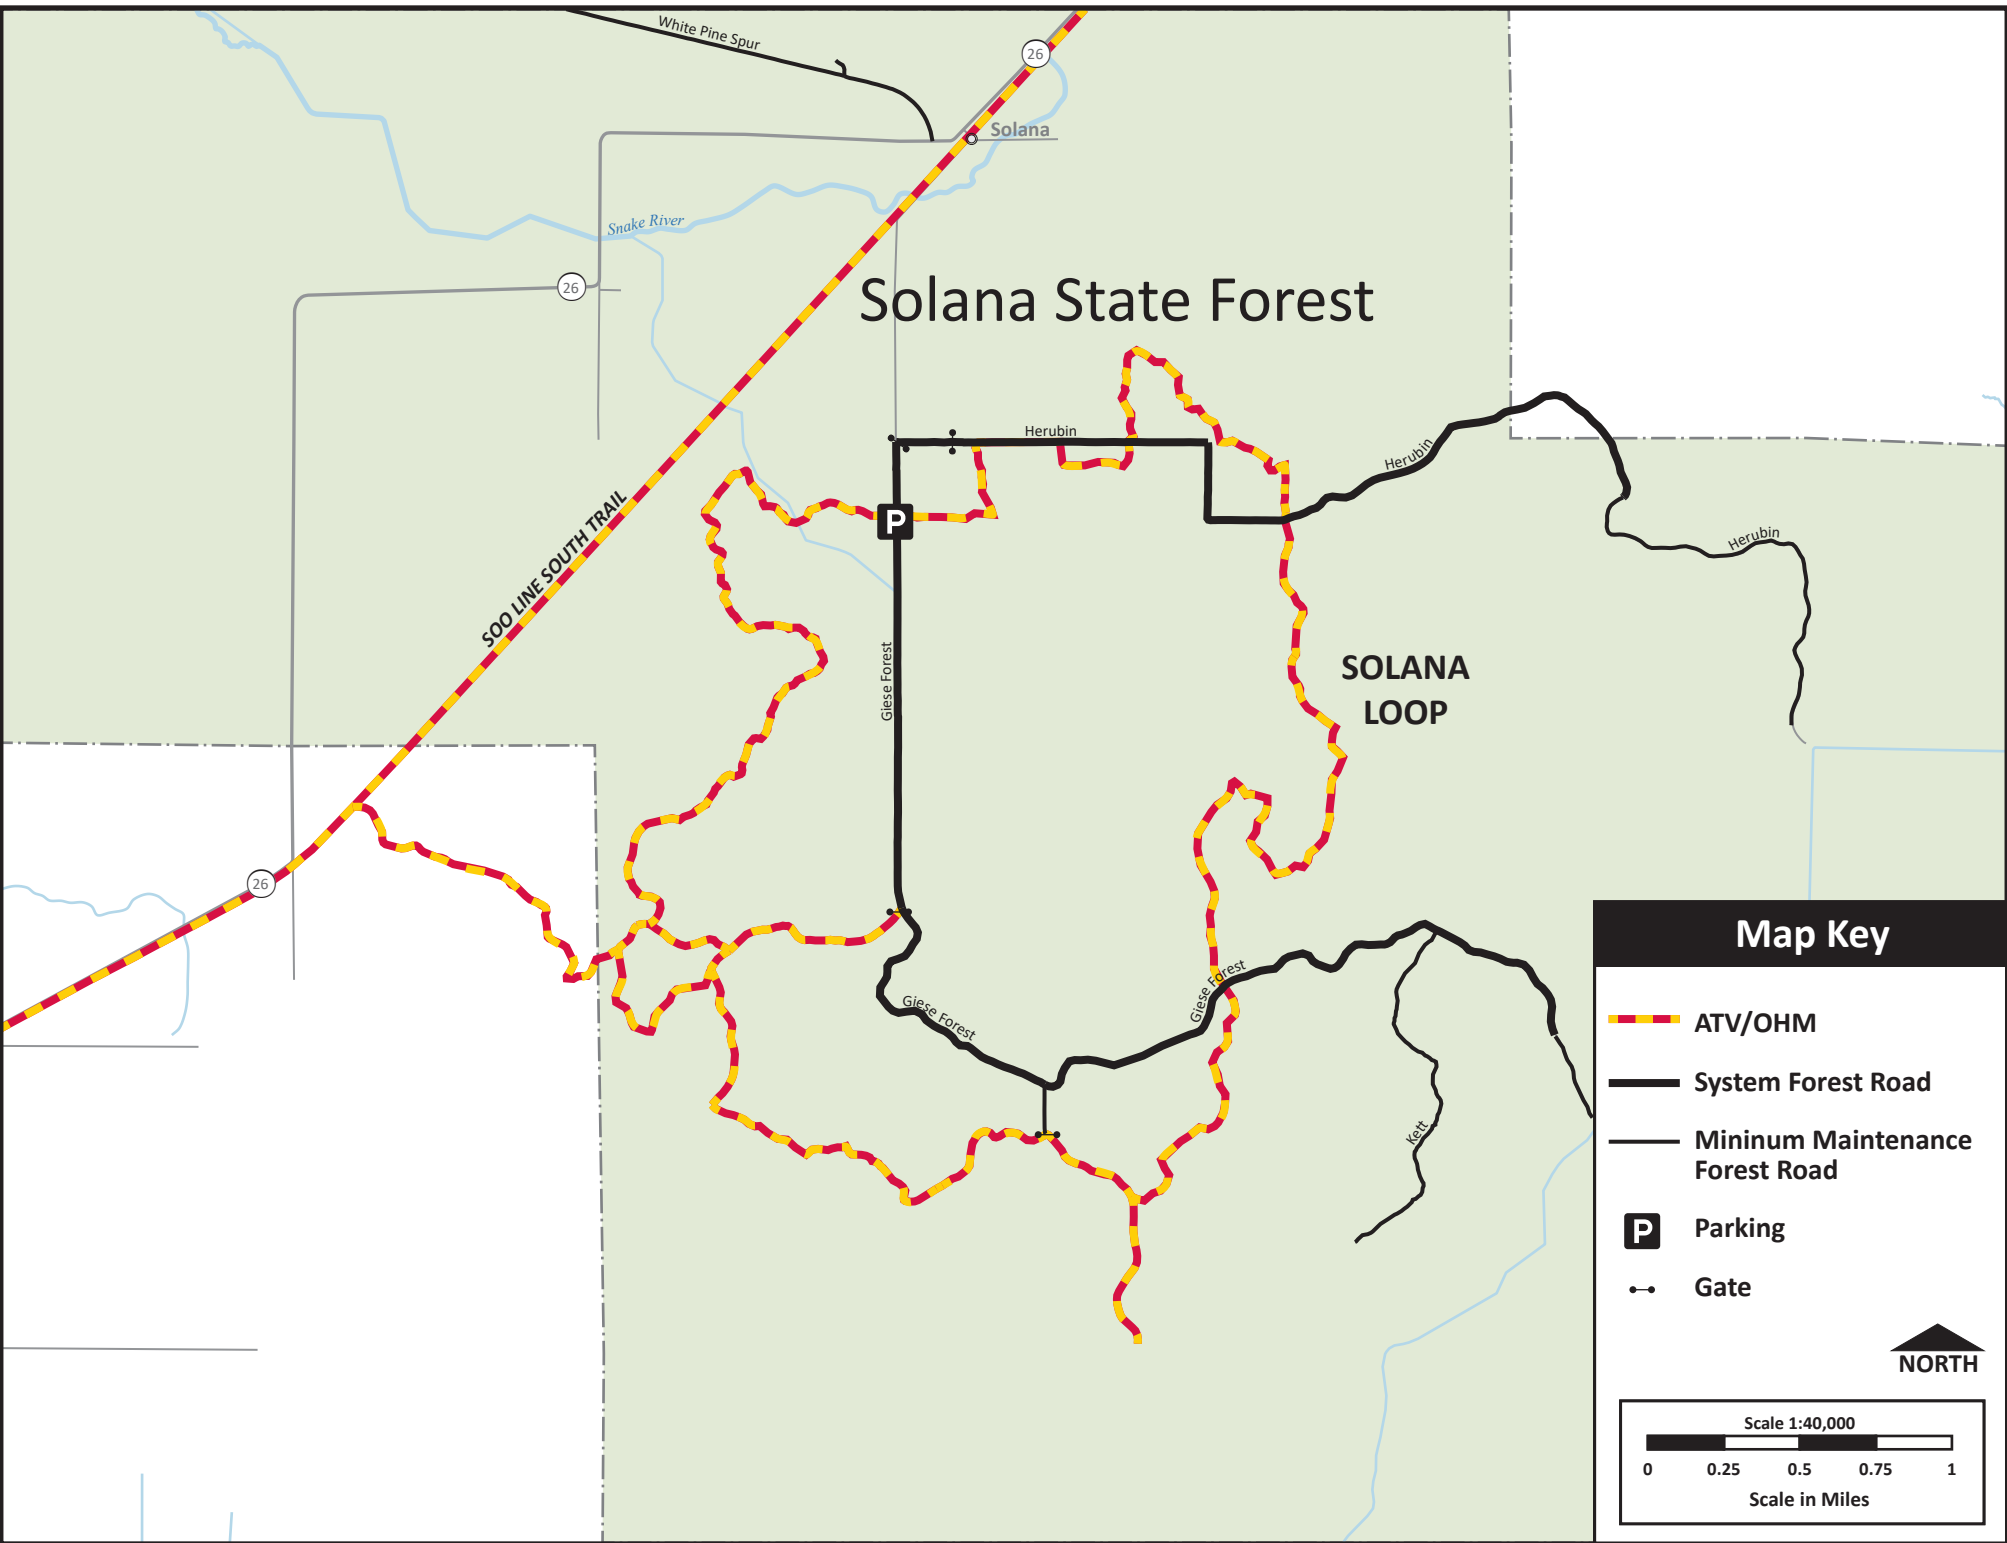 White Pine Spur
26
Solana
Snake River
26
Solana State Forest
Herubin
Herubin
SOO LINE SOUTH TRAIL
P
Herubin
Giese Forest
SOLANA
LOOP
26
Giese Forest
Giese Forest
Kett
Map Key
ATV/OHM
System Forest Road
Mininum Maintenance
Forest Road
P
Parking
Gate
NORTH
Scale 1:40,000
0 0.25 0.5 0.75 1
Scale in Miles